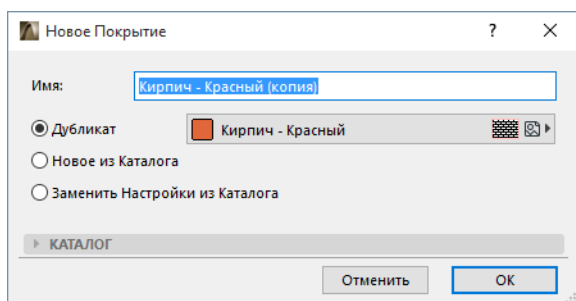 Новое Покрытие
Имя: Кирпич - Красный (копия)
Дубликат Кирпич - Красный
Новое из Каталога
Заменить Настройки из Каталога
КАТАЛОГ
Отменить OK